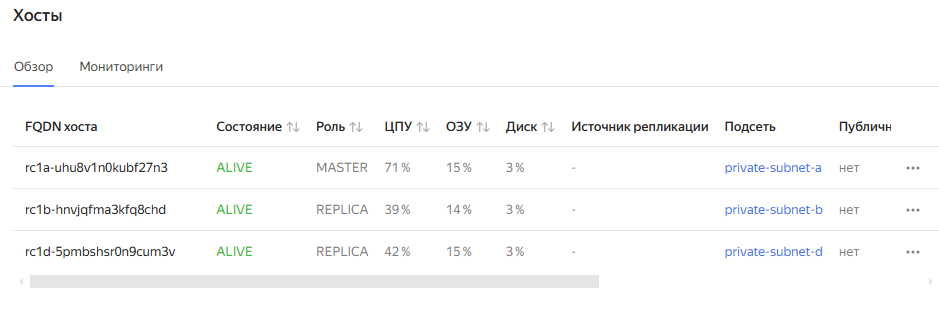 Хосты
Обзор Мониторинги
FQDN хоста Состояние Роль ЦПУ ОЗУ Диск Источник репликации Подсеть Публичн
rc1a-uhu8v1n0kubf27n3 ALIVE MASTER 71 % 15 % 3 % - private-subnet-a нет
rc1b-hnvjqfma3kfq8chd ALIVE REPLICA 39 % 14 % 3 % - private-subnet-b нет
rc1d-5pmbshsr0n9cum3v ALIVE REPLICA 42 % 15 % 3 % - private-subnet-d нет